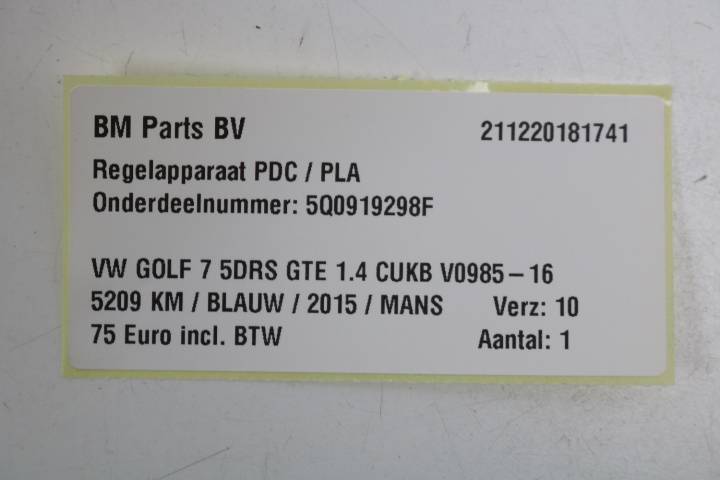 BM Parts BV 211220181741
Regelapparaat PDC / PLA
Onderdeelnummer: 5Q0919298F
VW GOLF 7 5DRS GTE 1.4 CUKB V0985-16
5209 KM / BLAUW / 2015 / MANS Verz: 10
75 Euro incl. BTW Aantal: 1